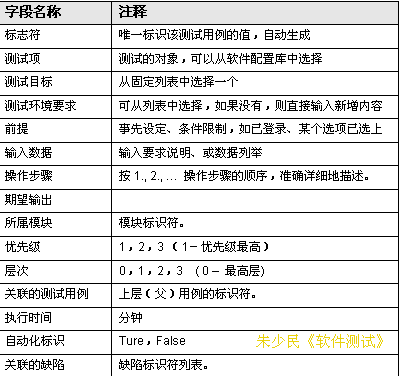 字段名称 注释
标志符 唯一标识该测试用例的值，自动生成
测试项 测试的对象，可以从软件配置库中选择
测试目标 从固定列表中选择一个
测试环境要求 可从列表中选择，如果没有，则直接输入新增内容
前提 事先设定、条件限制，如已登录、某个选项已选上
输入数据 输入要求说明、或数据列举
操作步骤 按 1., 2., … 操作步骤的顺序，准确详细地描述。
期望输出
所属模块 模块标识符。
优先级 1，2，3 （1– 优先级最高）
层次 0，1，2，3 （0 – 最高层)
关联的测试用例 上层（父）用例的标识符。
执行时间 分钟
自动化标识 Ture，False 朱少民《软件测试》
关联的缺陷 缺陷标识符列表。